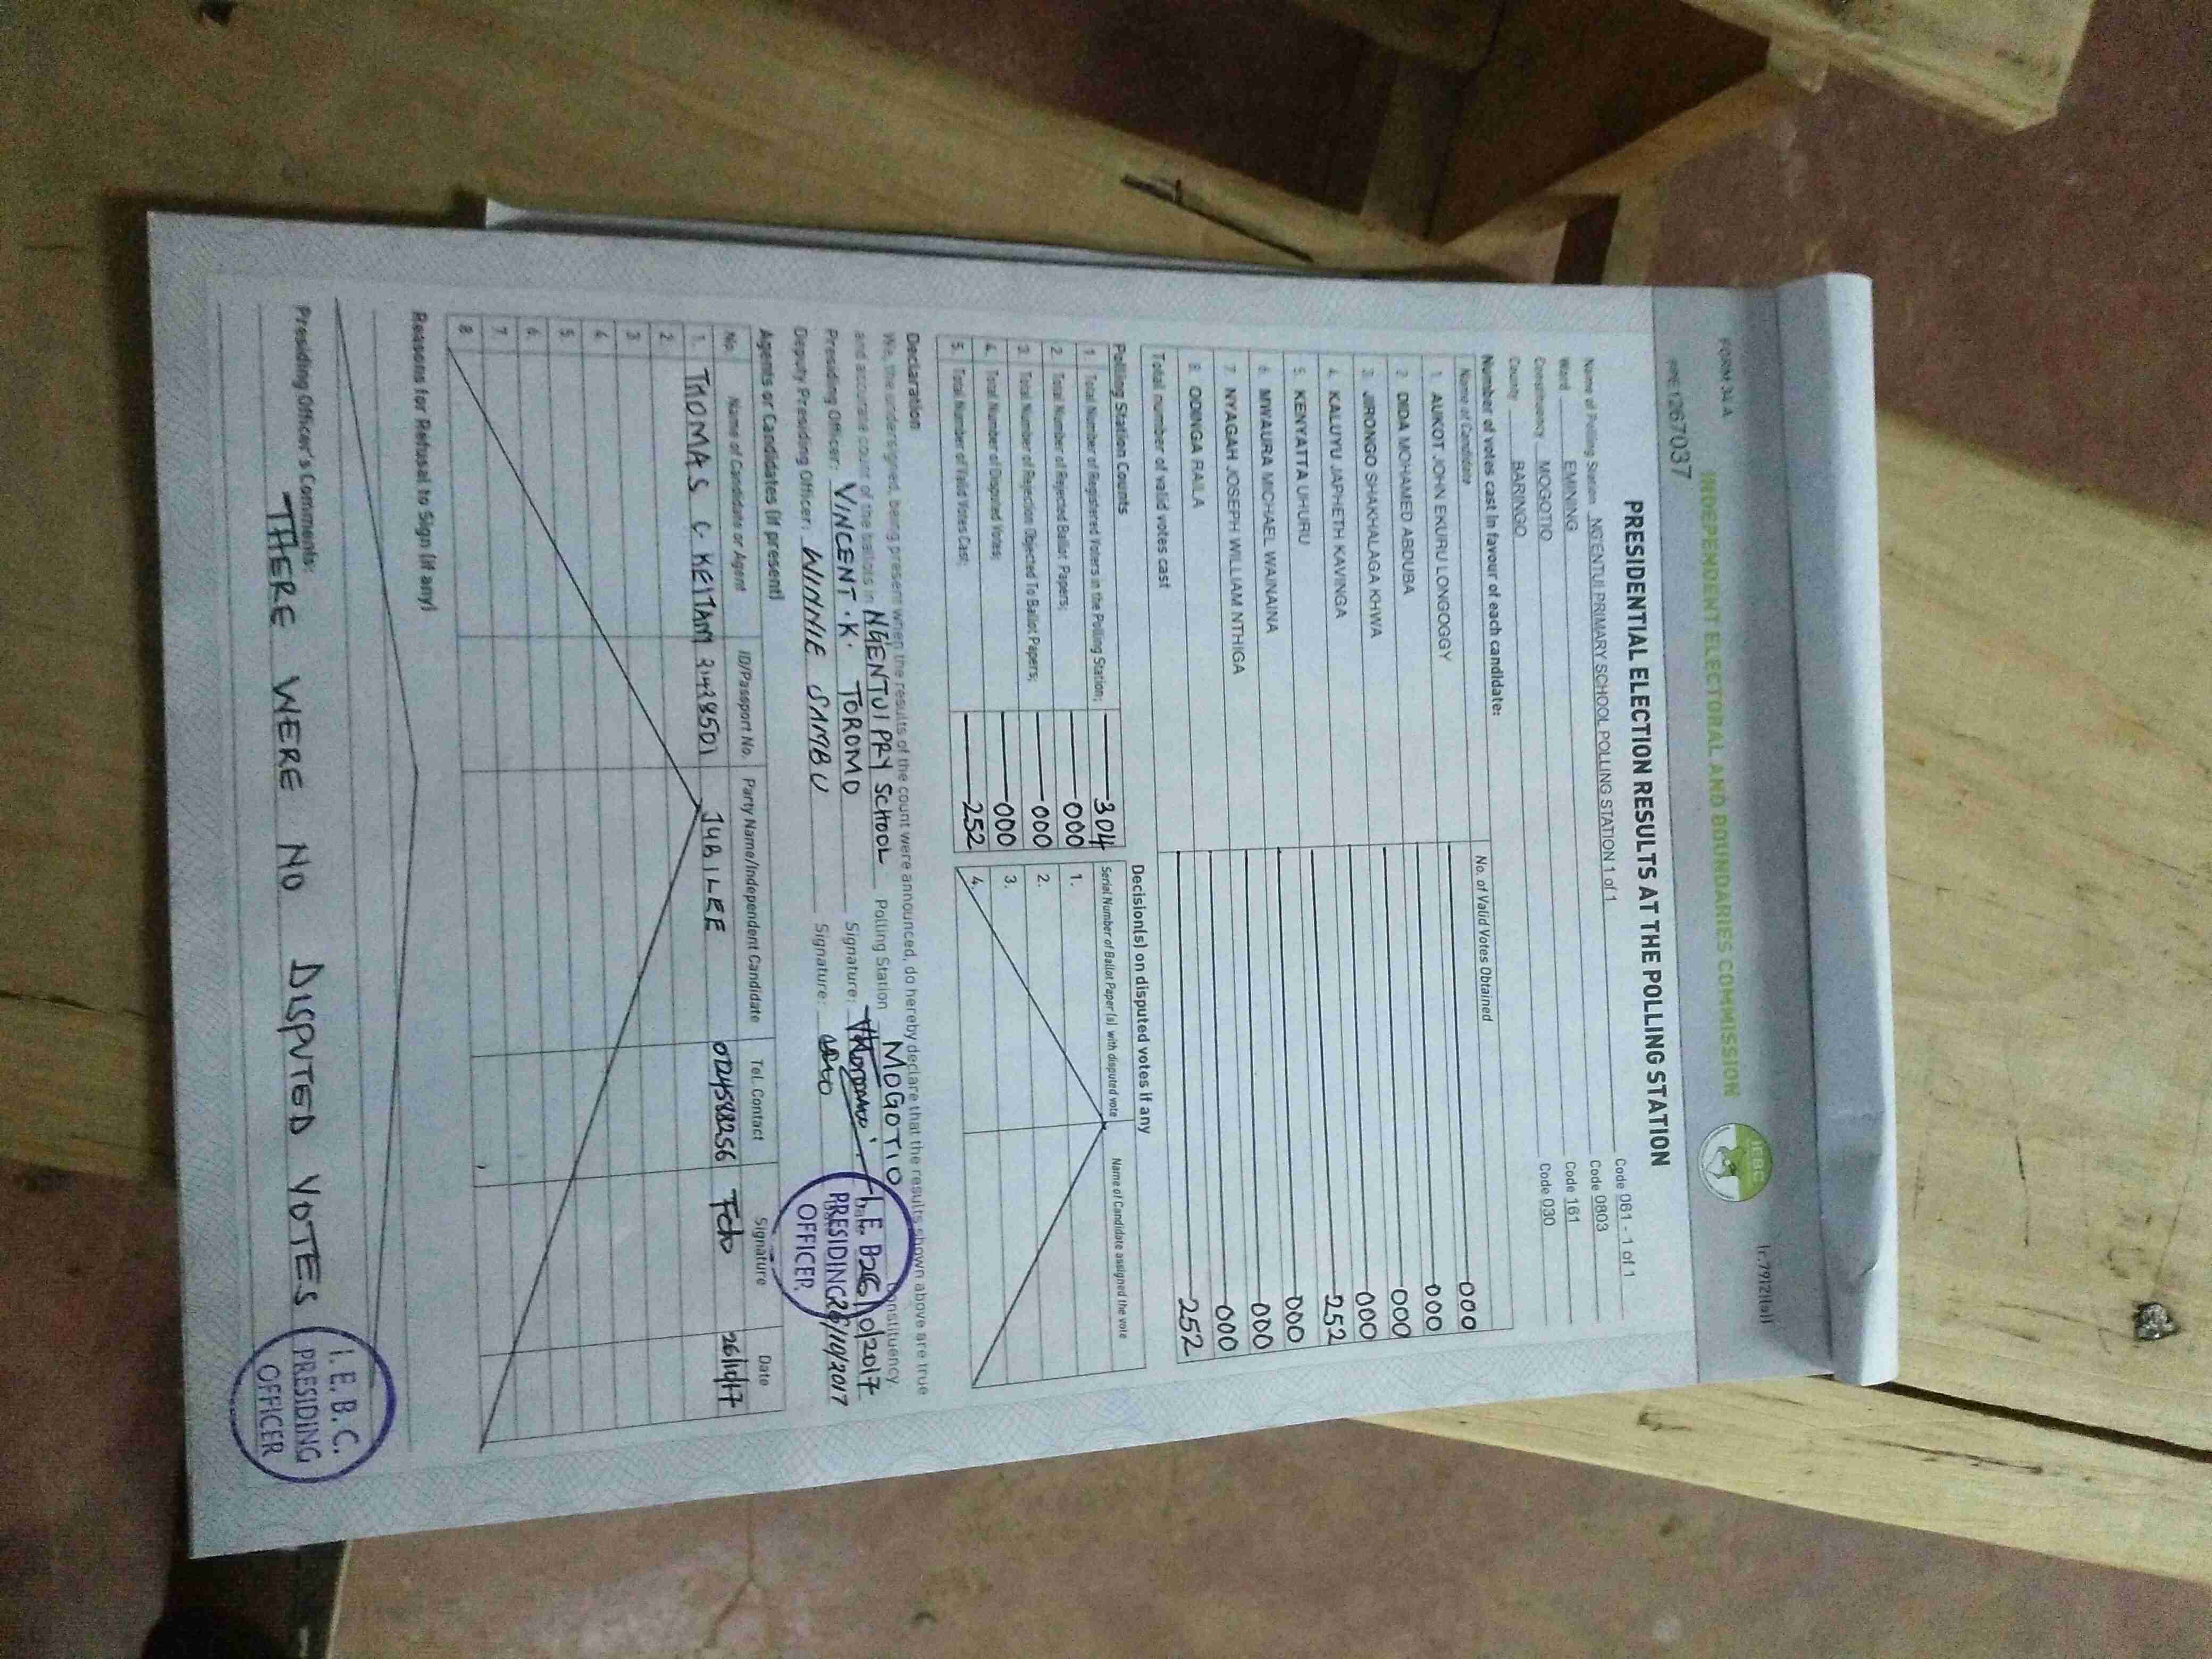 FORM 34 A
r.79(2)(a))
INDEPENDENT ELECTORAL AND BOUNDARIES COMMISSION
IEBC
1267037
PRESIDENTIAL ELECTION RESULTS AT THE POLLING STATION
Name of Polling Station NG'ENTUI PRIMARY SCHOOL POLLING STATION 1 of 1 Code 061 - 1 of 1
Ward EMINING Code 0803
Constituency MOGOTIO Code 161
County BARINGO Code 030
Number of votes cast in favour of each candidate:
Name of Candidate No. of Valid Votes Obtained
1. AUKOT JOHN EKURU LONGOGGY 000
2. DIDA MOHAMED ABDUBA 000
3. JIRONGO SHAKHALAGA KHWA 000
4. KALUYU JAPHETH KAVINGA 000
5. KENYATTA UHURU 252
6. MWAURA MICHAEL WAINAINA 000
7. NYAGAH JOSEPH WILLIAM NTHIGA 000
8. ODINGA RAILA 000
Total number of valid votes cast 252
Polling Station Counts
1. Total Number of Registered Voters in the Polling Station; 304
2. Total Number of Rejected Ballot Papers; 000
3. Total Number of Rejection Objected To Ballot Papers; 000
4. Total Number of Disputed Votes; 000
5. Total Number of Valid Votes Cast; 252
Decision(s) on disputed votes if any
Serial Number of Ballot Paper(s) with disputed vote Name of Candidate assigned the vote
1.
2.
3.
4.
Declaration
We, the undersigned, being present when the results of the count were announced, do hereby declare that the results shown above are true
and accurate count of the ballots in NG'ENTUI PRY SCHOOL Polling Station MOGOTIO Constituency
Presiding Officer: VINCENT . K. TOROMO Signature: 26/10/2017
Deputy Presiding Officer: WINNIE SAMBU Signature: 26/10/2017
I. E. B. C.
PRESIDING
OFFICER
Agents or Candidates (if present)
No. Name of Candidate or Agent ID/Passport No. Party Name/Independent Candidate Tel. Contact Signature Date
1. THOMAS C. KEITAM 21428501 JUBILEE 0724588256 26/10/17
2.
3
4
5
6.
7.
8.
Reasons for Refusal to Sign (if any)
Presiding Officer's Comments:
THERE WERE NO DISPUTED VOTES
I. E. B. C.
PRESIDING
OFFICER